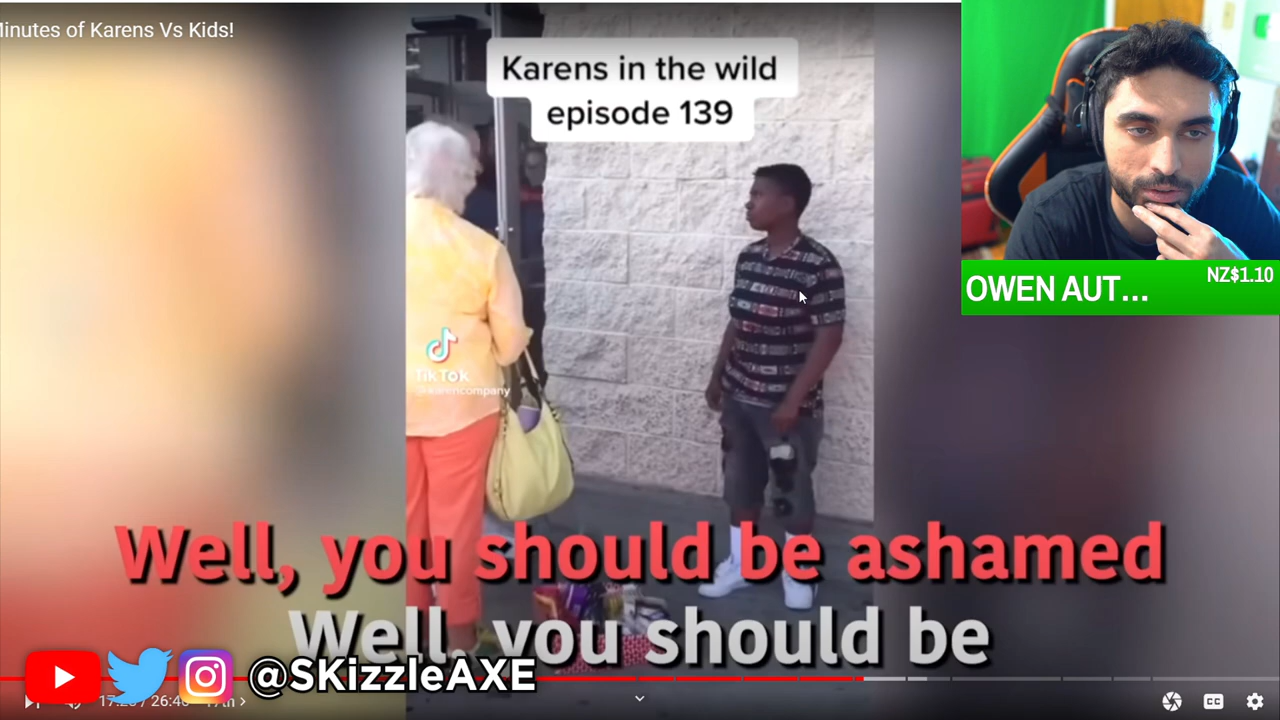 Minutes of Karens Vs Kids!
Karens in the wild
episode 139
OWEN AUT...
NZ$1.10
TikTok
Well, you should be ashamed
Well, you should be
@SKizzleAXE
CC